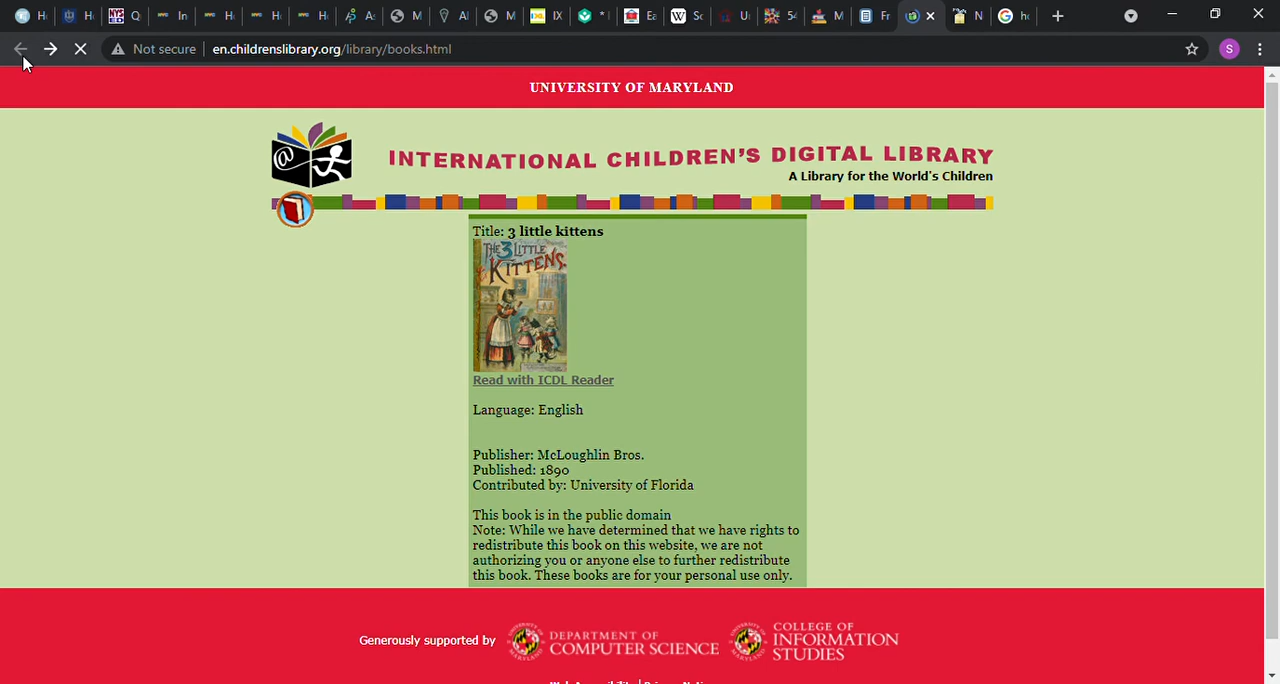 Not secure en.childrenslibrary.org/library/books.html
S
UNIVERSITY OF MARYLAND
INTERNATIONAL CHILDREN'S DIGITAL LIBRARY
A Library for the World's Children
Title: 3 little kittens
THE 3 LITTLE
KITTENS.
Read with ICDL Reader
Language: English
Publisher: McLoughlin Bros.
Published: 1890
Contributed by: University of Florida
This book is in the public domain
Note: While we have determined that we have rights to
redistribute this book on this website, we are not
authorizing you or anyone else to further redistribute
this book. These books are for your personal use only.
Generously supported by
DEPARTMENT OF
COMPUTER SCIENCE
COLLEGE OF
INFORMATION
STUDIES